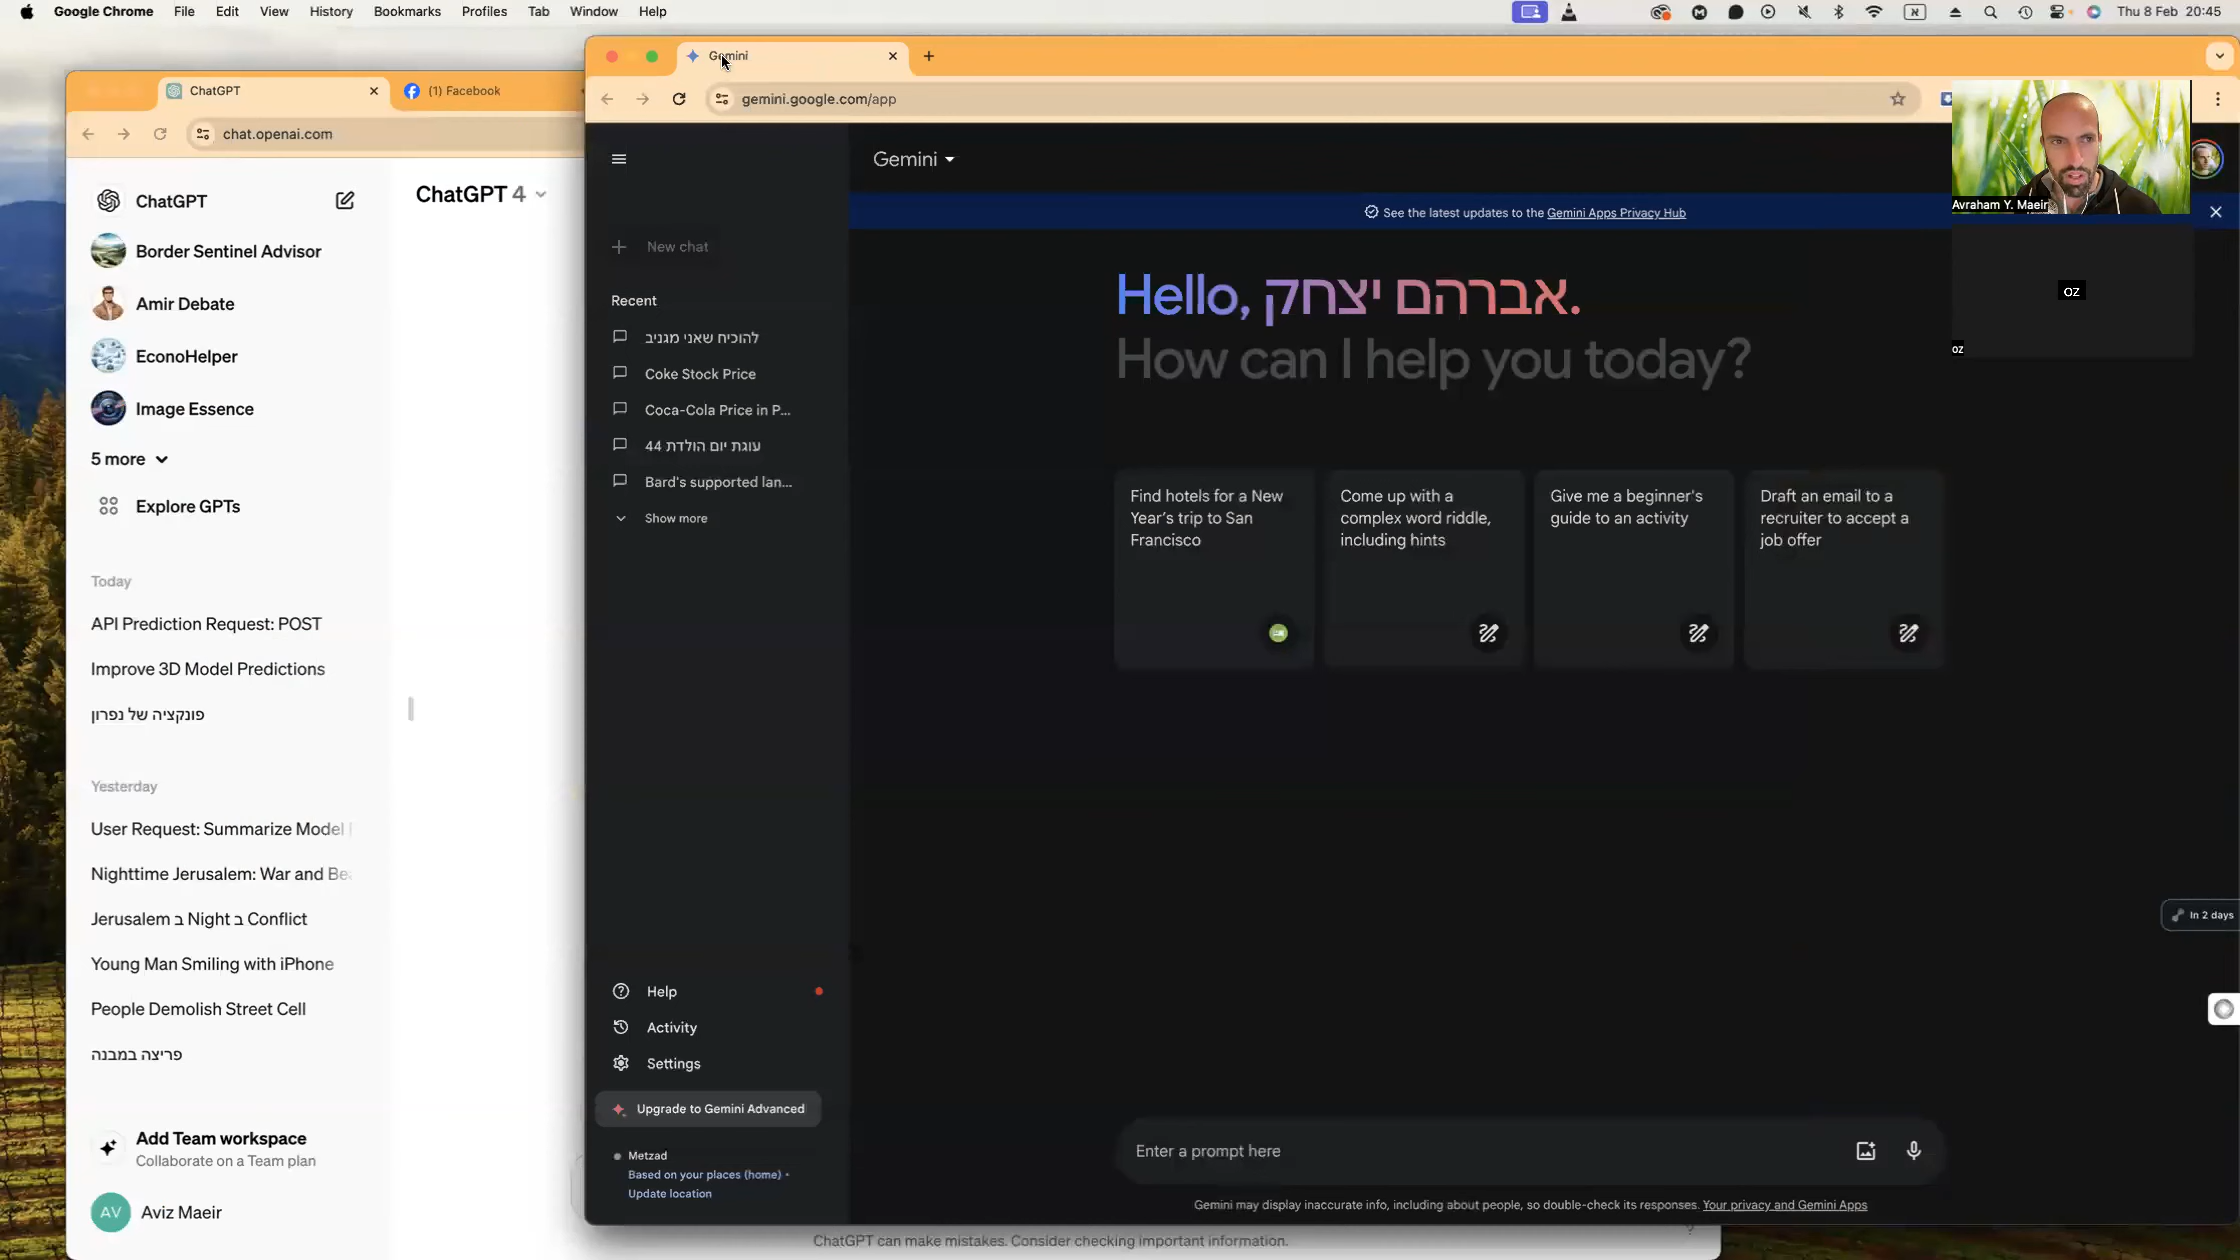 Google Chrome File Edit View History Bookmarks Profiles Tab Window Help
Thu 8 Feb 20:45
ChatGPT
(1) Facebook
chat.openai.com
ChatGPT
Border Sentinel Advisor
Amir Debate
EconoHelper
Image Essence
5 more
Explore GPTs
Today
API Prediction Request: POST
Improve 3D Model Predictions
פונקציה של נפרון
Yesterday
User Request: Summarize Model
Nighttime Jerusalem: War and Be
Jerusalem ב Night ב Conflict
Young Man Smiling with iPhone
People Demolish Street Cell
פריצה במבנה
Add Team workspace
Collaborate on a Team plan
AV
Aviz Maeir
ChatGPT 4
Gemini
gemini.google.com/app
New chat
Recent
להוכיח שאני מגניב
Coke Stock Price
Coca-Cola Price in P...
עוגת יום הולדת 44
Bard's supported lan...
Show more
Help
Activity
Settings
Upgrade to Gemini Advanced
Metzad
Based on your places (home) •
Update location
Gemini
See the latest updates to the Gemini Apps Privacy Hub
Hello, אברהם יצחק.
How can I help you today?
Find hotels for a New
Year's trip to San
Francisco
Come up with a
complex word riddle,
including hints
Give me a beginner's
guide to an activity
Draft an email to a
recruiter to accept a
job offer
Avraham Y. Maeir
OZ
OZ
In 2 days
Enter a prompt here
Gemini may display inaccurate info, including about people, so double-check its responses. Your privacy and Gemini Apps
ChatGPT can make mistakes. Consider checking important information.